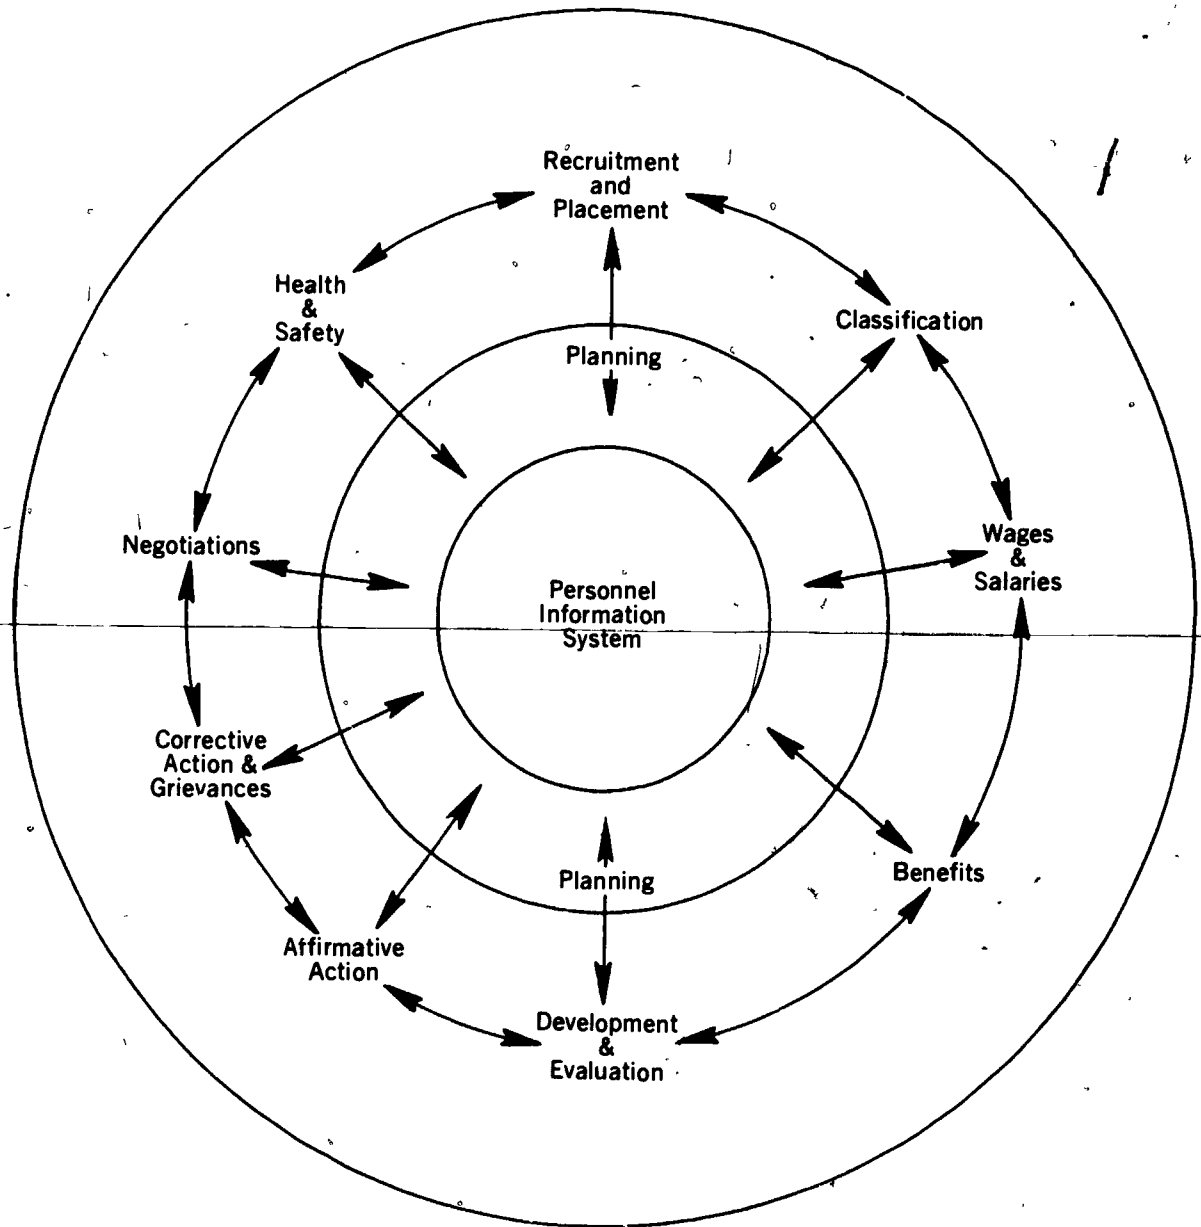 Recruitment
and
Placement
Health
&
Safety
Classification
Planning
Negotiations
Wages
&
Salaries
Personnel
Information
System
Corrective
Action &
Grievances
Planning
Benefits
Affirmative
Action
Development
&
Evaluation